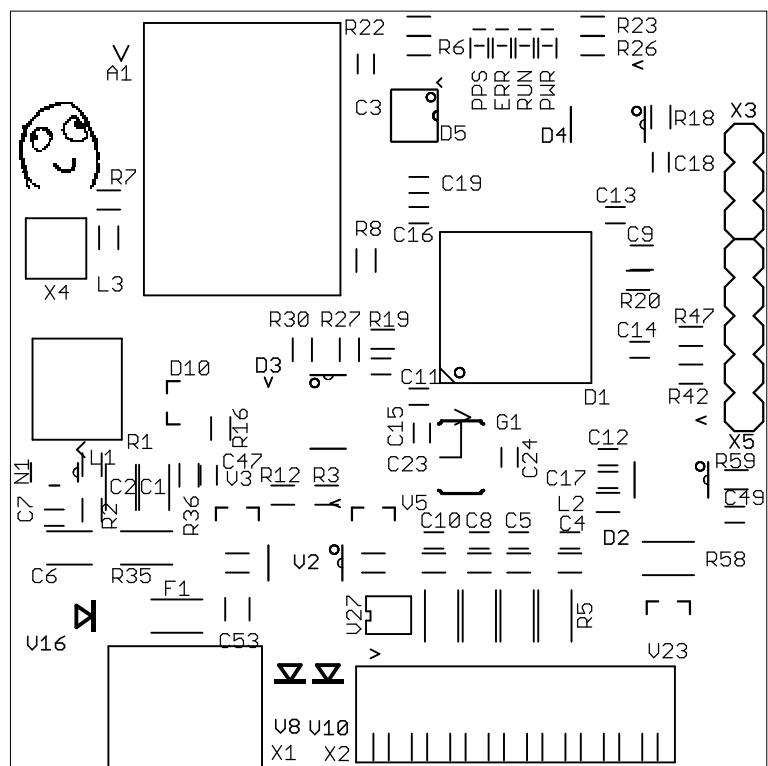 R22
R23
R6
R26
A1
PPS
ERR
RUN
PWR
C3
D5
D4
R18
X3
C18
R7
C19
C13
R8
C16
C9
X4
L3
R20
R30
R27
R19
C14
R47
D10
D3
C11
D1
R42
R16
C15
G1
X5
R1
C12
N1
L1
C47
C23
C24
R59
C2
C1
V3
R12
R3
C17
C49
C7
R2
R36
V5
L2
C10
C8
C5
C4
V2
D2
C6
R35
R58
F1
V27
R5
V16
C53
V23
V8
V10
X1
X2